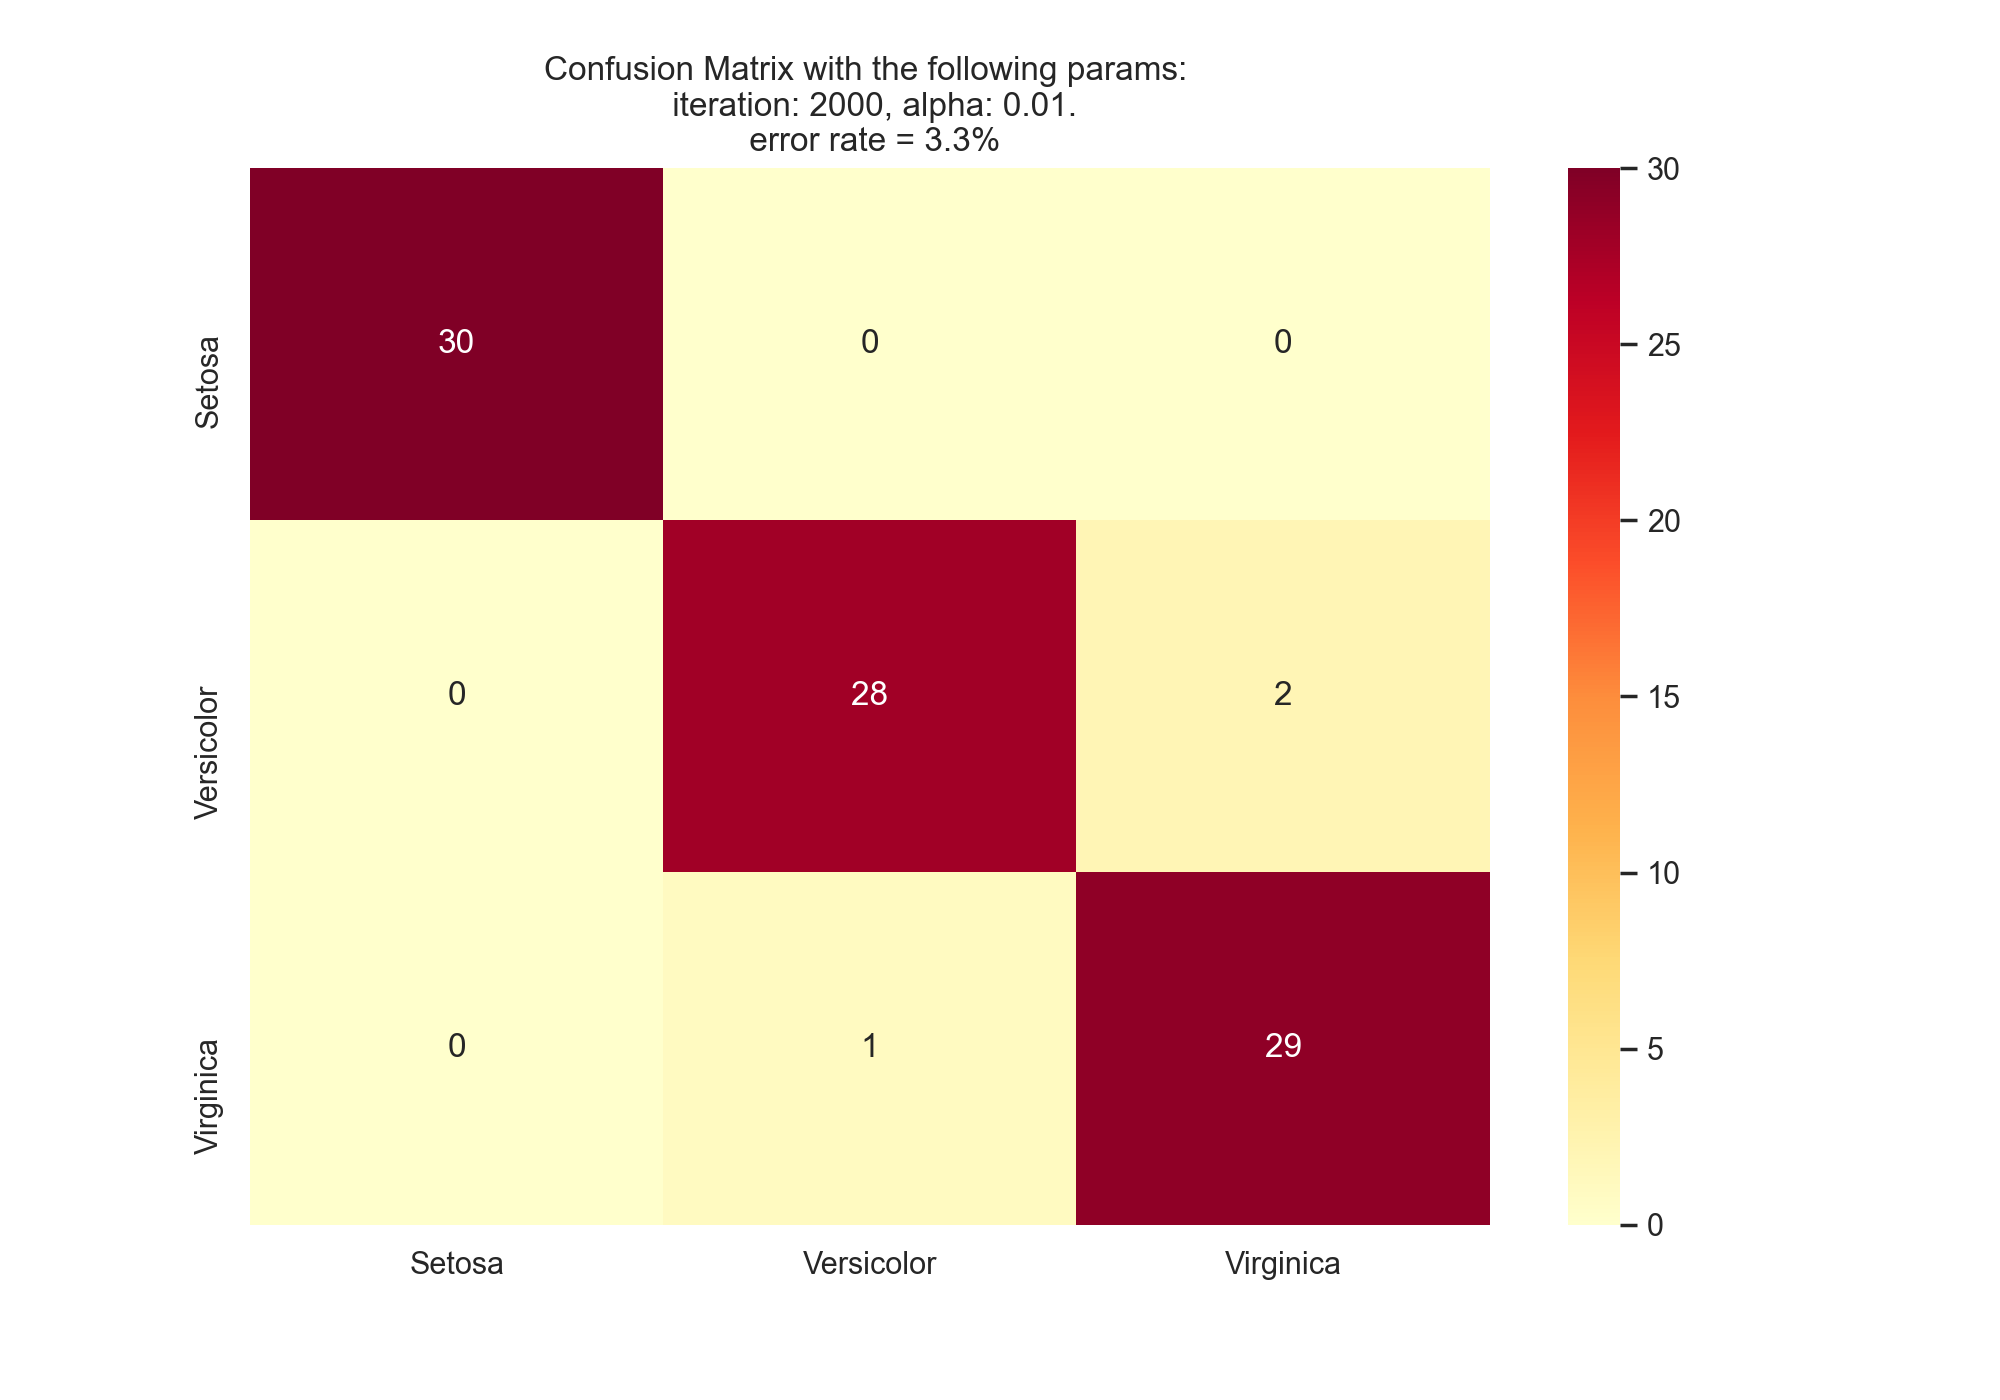 Confusion Matrix with the following params:
iteration: 2000, alpha: 0.01.
error rate = 3.3%
30
0
0
Setosa
0
28
2
Versicolor
0
1
29
Virginica
Setosa
Versicolor
Virginica
30
25
20
15
10
5
0